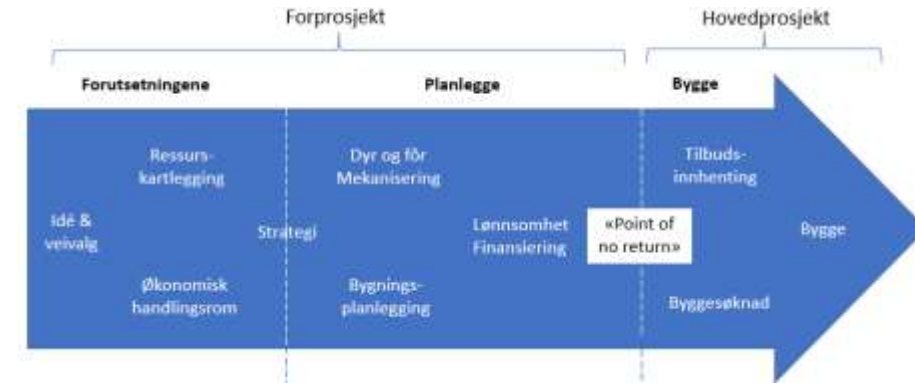 Forprosjekt
Hovedprosjekt
Forutsetningene
Planlegge
Bygge
Idé &
veivalg
Ressurs-
kartlegging
Økonomisk
handlingsrom
Strategi
Dyr og fôr
Mekanisering
Bygnings-
planlegging
Lønnsomhet
Finansiering
«Point of
no return»
Tilbuds-
innhenting
Byggesøknad
Bygge